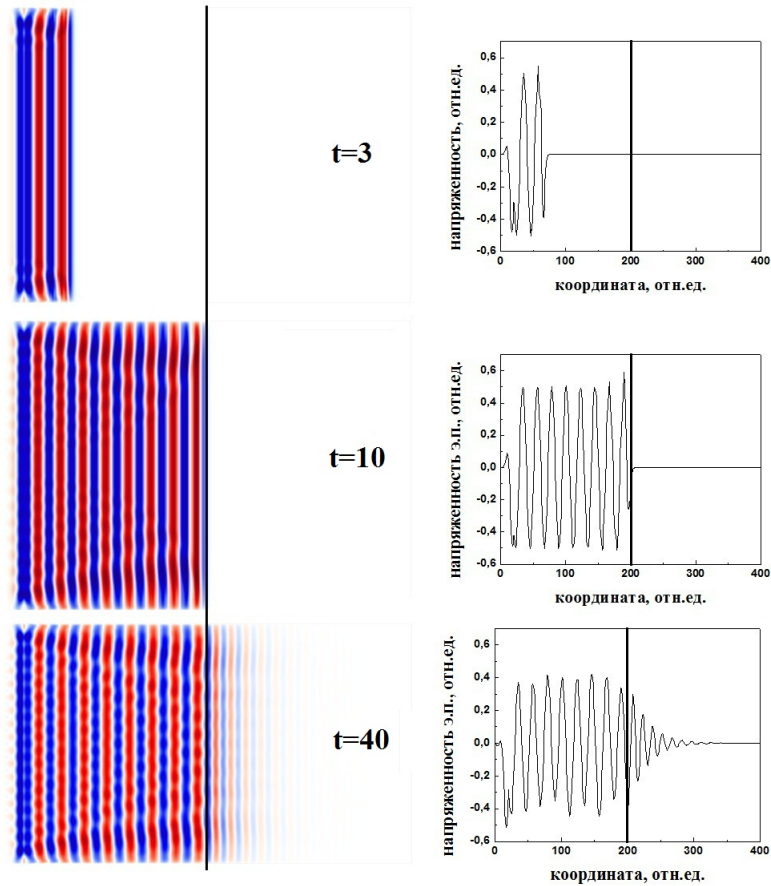 t=3
напряженность, отн.ед.
0,6
0,4
0,2
0,0
-0,2
-0,4
-0,6
0 100 200 300 400
координата, отн.ед.
t=10
напряженность э.п., отн.ед.
0,6
0,4
0,2
0,0
-0,2
-0,4
-0,6
0 100 200 300 400
координата, отн.ед.
t=40
напряженность э.п., отн.ед.
0,6
0,4
0,2
0,0
-0,2
-0,4
-0,6
0 100 200 300 400
координата, отн.ед.